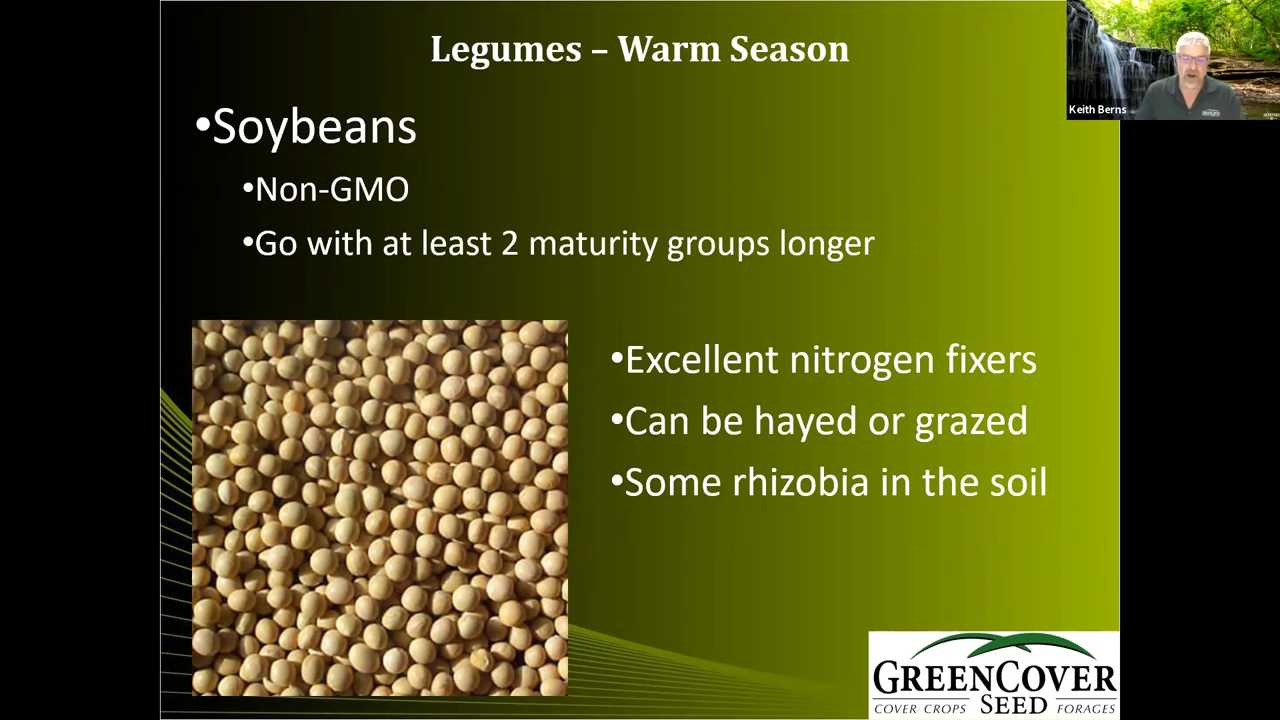 Legumes – Warm Season
Keith Berns
•Soybeans
•Non-GMO
•Go with at least 2 maturity groups longer
•Excellent nitrogen fixers
•Can be hayed or grazed
•Some rhizobia in the soil
GREENCOVER
COVER CROPS SEED FORAGES